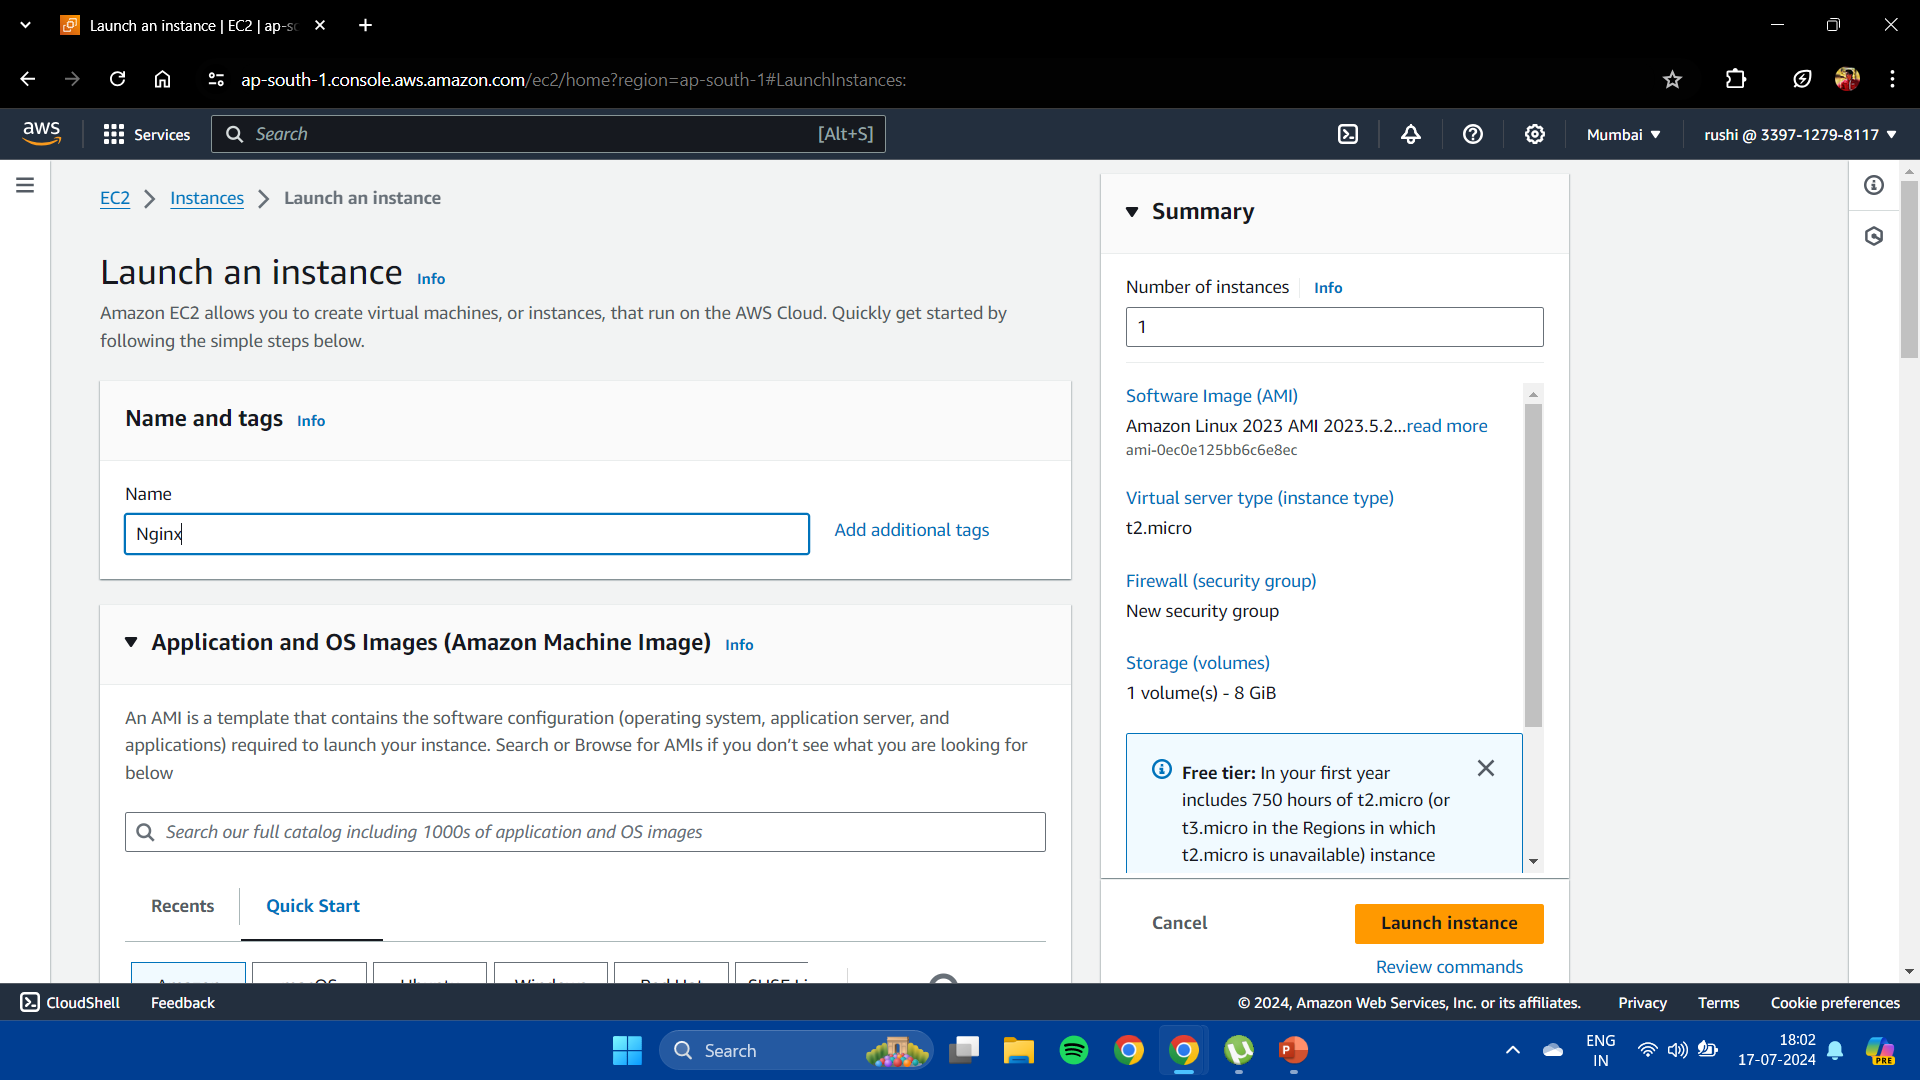 Launch an instance | EC2 | ap-so
ap-south-1.console.aws.amazon.com/ec2/home?region=ap-south-1#LaunchInstances:
aws
Services
Search
[Alt+S]
Mumbai
rushi @ 3397-1279-8117
EC2
Instances
Launch an instance
Launch an instance Info
Amazon EC2 allows you to create virtual machines, or instances, that run on the AWS Cloud. Quickly get started by
following the simple steps below.
Name and tags Info
Name
Nginx
Add additional tags
Application and OS Images (Amazon Machine Image) Info
An AMI is a template that contains the software configuration (operating system, application server, and
applications) required to launch your instance. Search or Browse for AMIs if you don’t see what you are looking for
below
Search our full catalog including 1000s of application and OS images
Recents
Quick Start
Summary
Number of instances Info
1
Software Image (AMI)
Amazon Linux 2023 AMI 2023.5.2...read more
ami-0ec0e125bb6c6e8ec
Virtual server type (instance type)
t2.micro
Firewall (security group)
New security group
Storage (volumes)
1 volume(s) - 8 GiB
Free tier: In your first year
includes 750 hours of t2.micro (or
t3.micro in the Regions in which
t2.micro is unavailable) instance
Cancel
Launch instance
Review commands
CloudShell
Feedback
© 2024, Amazon Web Services, Inc. or its affiliates.
Privacy
Terms
Cookie preferences
Search
ENG
IN
18:02
17-07-2024
PRE